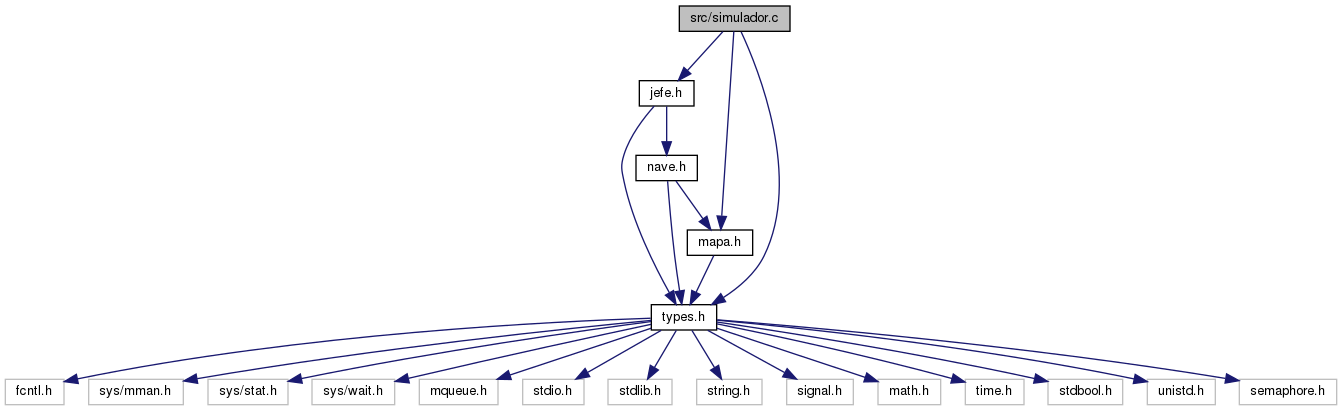 src/simulador.c
jefe.h
nave.h
mapa.h
types.h
fcntl.h
sys/mman.h
sys/stat.h
sys/wait.h
mqueue.h
stdio.h
stdlib.h
string.h
signal.h
math.h
time.h
stdbool.h
unistd.h
semaphore.h